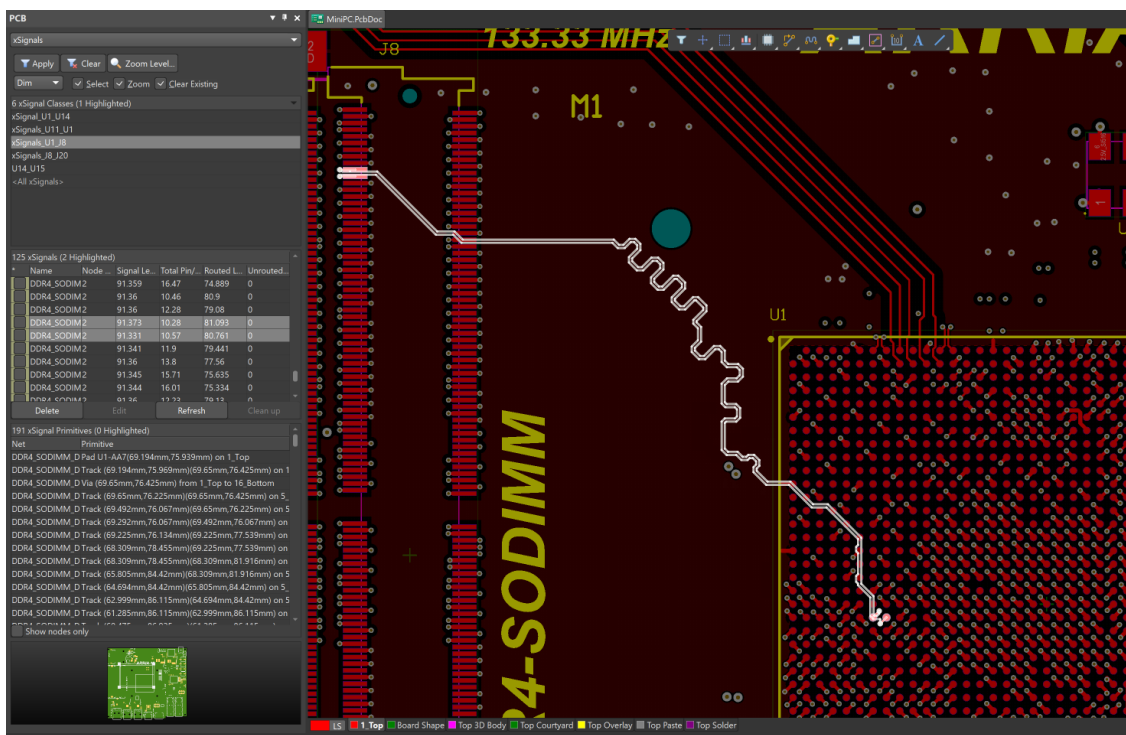 PCB
MiniPC.PcbDoc
xSignals
Apply Clear Zoom Level...
Dim Select Zoom Clear Existing
6 xSignal Classes (1 Highlighted)
xSignal_U1_U14
xSignals_U11_U1
xSignals_U1_J8
xSignals_J8_J20
U14_U15
<All xSignals>
125 xSignals (2 Highlighted)
* Name Node ... Signal Le... Total Pin/... Routed L... Unrouted...
DDR4_SODIM 2 91.359 16.47 74.889 0
DDR4_SODIM 2 91.36 10.46 80.9 0
DDR4_SODIM 2 91.36 12.28 79.08 0
DDR4_SODIM 2 91.373 10.28 81.093 0
DDR4_SODIM 2 91.331 10.57 80.761 0
DDR4_SODIM 2 91.341 11.9 79.441 0
DDR4_SODIM 2 91.36 13.8 77.56 0
DDR4_SODIM 2 91.345 15.71 75.635 0
DDR4_SODIM 2 91.344 16.01 75.334 0
DDR4_SODIM 2 91.36 12.23 79.13 0
Delete Edit Refresh Clean up
191 xSignal Primitives (0 Highlighted)
Net Primitive
DDR4_SODIMM_D Pad U1-AA7(69.194mm,75.939mm) on 1_Top
DDR4_SODIMM_D Track (69.194mm,75.969mm)(69.65mm,76.425mm) on 1
DDR4_SODIMM_D Via (69.65mm,76.425mm) from 1_Top to 16_Bottom
DDR4_SODIMM_D Track (69.65mm,76.225mm)(69.65mm,76.425mm) on 5_
DDR4_SODIMM_D Track (69.492mm,76.067mm)(69.65mm,76.225mm) on 5
DDR4_SODIMM_D Track (69.292mm,76.067mm)(69.492mm,76.067mm) on
DDR4_SODIMM_D Track (69.225mm,76.134mm)(69.225mm,77.539mm) on
DDR4_SODIMM_D Track (68.309mm,78.455mm)(69.225mm,77.539mm) on
DDR4_SODIMM_D Track (68.309mm,78.455mm)(68.309mm,81.916mm) on
DDR4_SODIMM_D Track (65.805mm,84.42mm)(68.309mm,81.916mm) on 5
DDR4_SODIMM_D Track (64.694mm,84.42mm)(65.805mm,84.42mm) on 5_
DDR4_SODIMM_D Track (62.999mm,86.115mm)(64.694mm,84.42mm) on 5
DDR4_SODIMM_D Track (61.285mm,86.115mm)(62.999mm,86.115mm) on
Show nodes only
J8
133.33 MHz
M1
U1
R4-SODIMM
1
LS 1_Top Board Shape Top 3D Body Top Courtyard Top Overlay Top Paste Top Solder